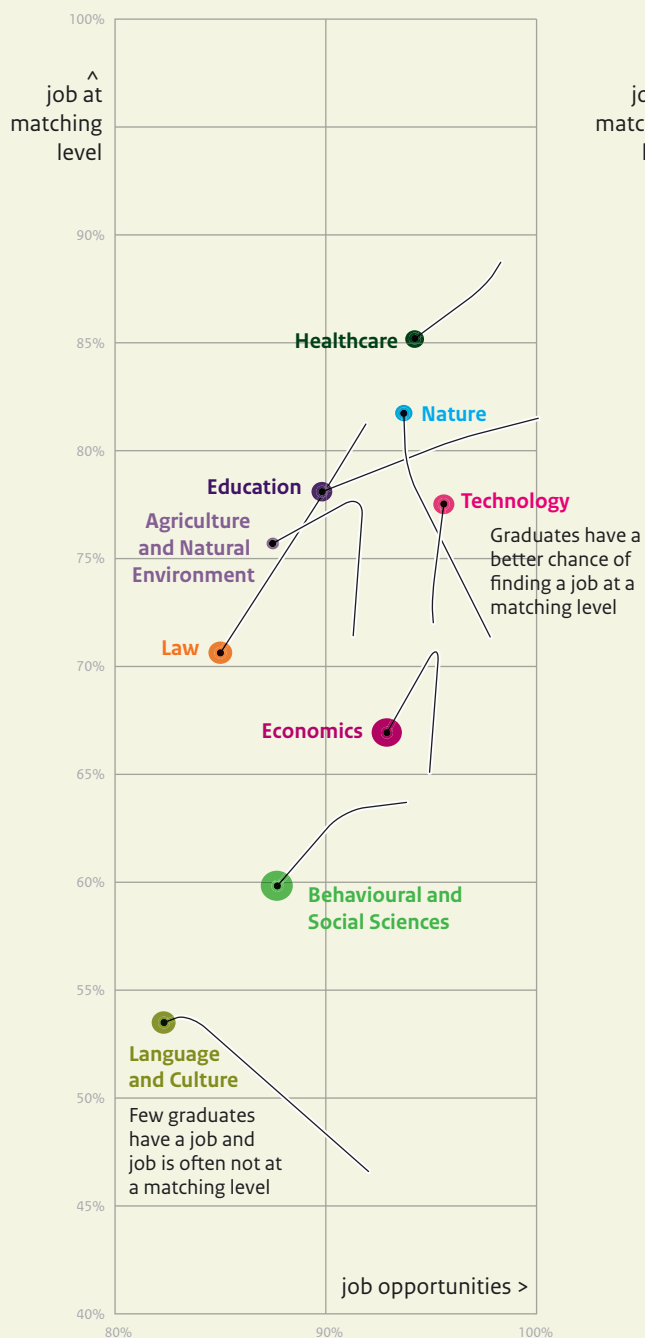 100%
^
job at
matching
level
90%
85%
80%
75%
70%
65%
60%
55%
50%
45%
40%
80%
90%
100%
Healthcare
Nature
Education
Technology
Agriculture
and Natural
Environment
Graduates have a
better chance of
finding a job at a
matching level
Law
Economics
Behavioural and
Social Sciences
Language
and Culture
Few graduates
have a job and
job is often not at
a matching level
job opportunities >